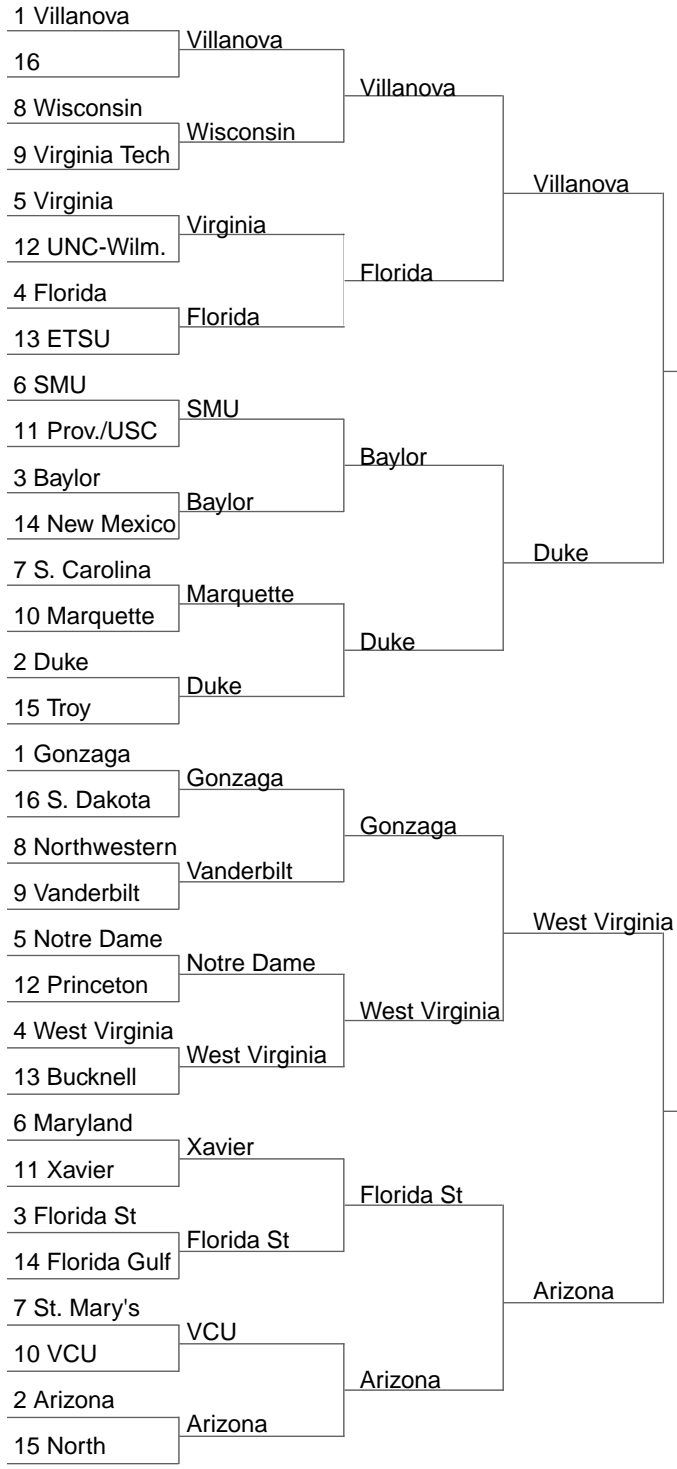 1 Villanova
Villanova
16
Villanova
8 Wisconsin
Wisconsin
9 Virginia Tech
Villanova
5 Virginia
Virginia
12 UNC-Wilm.
Florida
4 Florida
Florida
13 ETSU
6 SMU
SMU
11 Prov./USC
Baylor
3 Baylor
Baylor
14 New Mexico
Duke
7 S. Carolina
Marquette
10 Marquette
Duke
2 Duke
Duke
15 Troy
1 Gonzaga
Gonzaga
16 S. Dakota
Gonzaga
8 Northwestern
Vanderbilt
9 Vanderbilt
West Virginia
5 Notre Dame
Notre Dame
12 Princeton
West Virginia
4 West Virginia
West Virginia
13 Bucknell
6 Maryland
Xavier
11 Xavier
Florida St
3 Florida St
Florida St
14 Florida Gulf
Arizona
7 St. Mary's
VCU
10 VCU
Arizona
2 Arizona
Arizona
15 North